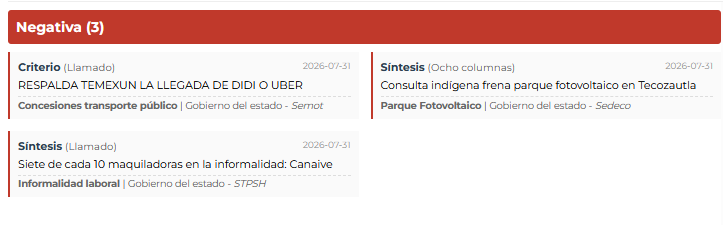 Negativa (3)
Criterio (Llamado) 2026-07-31
RESPALDA TEMEXUN LA LLEGADA DE DIDI O UBER
Concesiones transporte público | Gobierno del estado - Semot
Síntesis (Ocho columnas) 2026-07-31
Consulta indígena frena parque fotovoltaico en Tecozautla
Parque Fotovoltaico | Gobierno del estado - Sedeco
Síntesis (Llamado) 2026-07-31
Siete de cada 10 maquiladoras en la informalidad: Canaive
Informalidad laboral | Gobierno del estado - STPSH